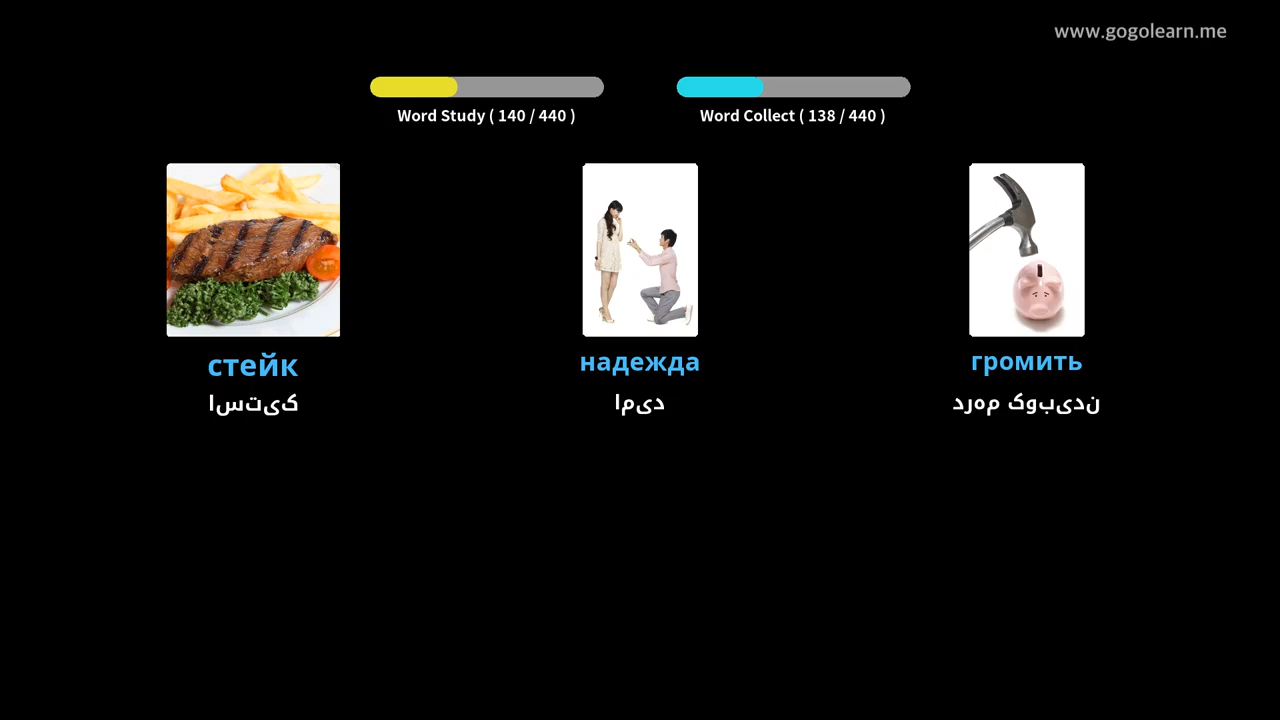 www.gogolearn.me
Word Study ( 140 / 440 )
Word Collect ( 138 / 440 )
стейк
надежда
громить
استیک
امید
درهم کوبیدن